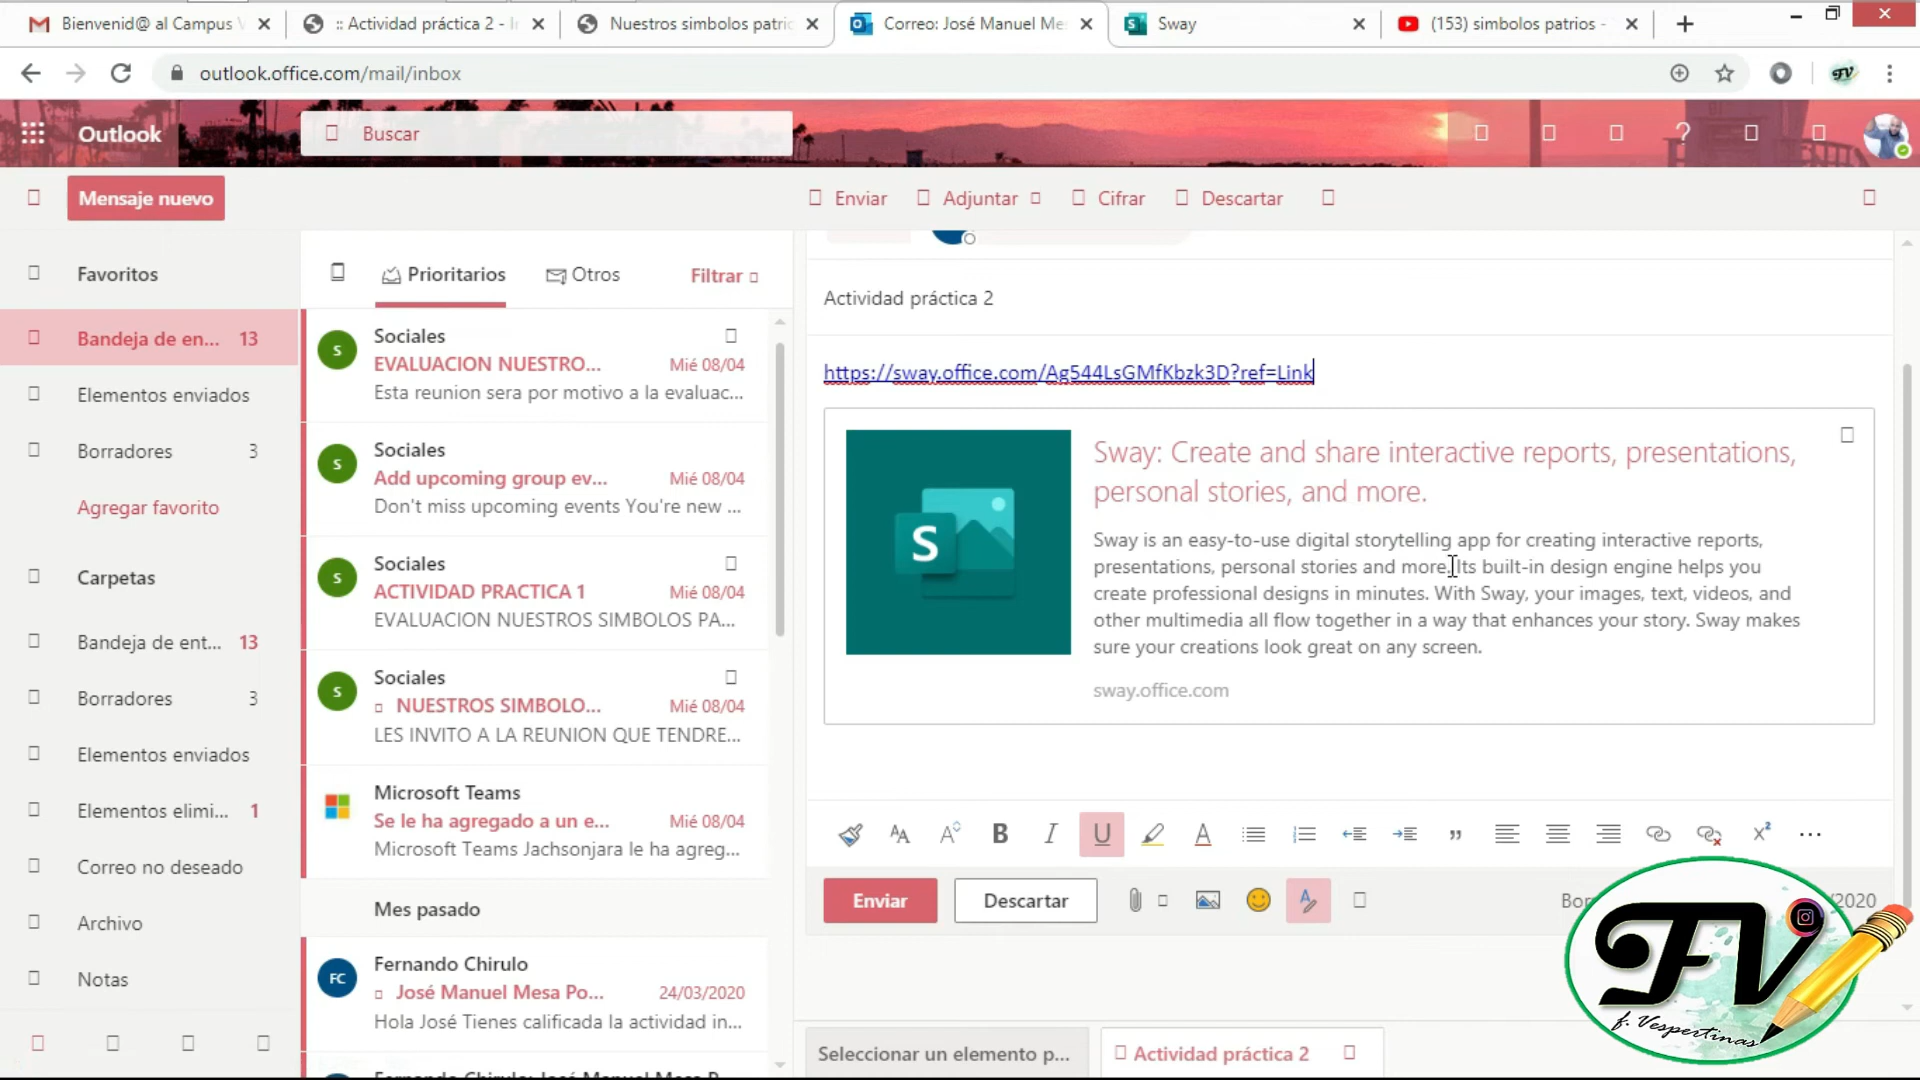 Bienvenid@ al Campus V
:: Actividad práctica 2 - I
Nuestros simbolos patrio
Correo: José Manuel Me
Sway
(153) simbolos patrios -
outlook.office.com/mail/inbox
FV
Outlook
Buscar
Mensaje nuevo
Enviar
Adjuntar
Cifrar
Descartar
Favoritos
Bandeja de en... 13
Elementos enviados
Borradores 3
Agregar favorito
Carpetas
Bandeja de ent... 13
Borradores 3
Elementos enviados
Elementos elimi... 1
Correo no deseado
Archivo
Notas
Prioritarios
Otros
Filtrar
S
Sociales
EVALUACION NUESTRO... Mié 08/04
Esta reunion sera por motivo a la evaluac...
S
Sociales
Add upcoming group ev... Mié 08/04
Don't miss upcoming events You're new ...
S
Sociales
ACTIVIDAD PRACTICA 1 Mié 08/04
EVALUACION NUESTROS SIMBOLOS PA...
S
Sociales
NUESTROS SIMBOLO... Mié 08/04
LES INVITO A LA REUNION QUE TENDRE...
Microsoft Teams
Se le ha agregado a un e... Mié 08/04
Microsoft Teams Jachsonjara le ha agreg...
Mes pasado
FC
Fernando Chirulo
José Manuel Mesa Po... 24/03/2020
Hola José Tienes calificada la actividad in...
Actividad práctica 2
https://sway.office.com/Ag544LsGMfKbzk3D?ref=Link
S
Sway: Create and share interactive reports, presentations,
personal stories, and more.
Sway is an easy-to-use digital storytelling app for creating interactive reports,
presentations, personal stories and more. Its built-in design engine helps you
create professional designs in minutes. With Sway, your images, text, videos, and
other multimedia all flow together in a way that enhances your story. Sway makes
sure your creations look great on any screen.
sway.office.com
Enviar
Descartar
/2020
Seleccionar un elemento p...
Actividad práctica 2
FV
f. Vespertinas